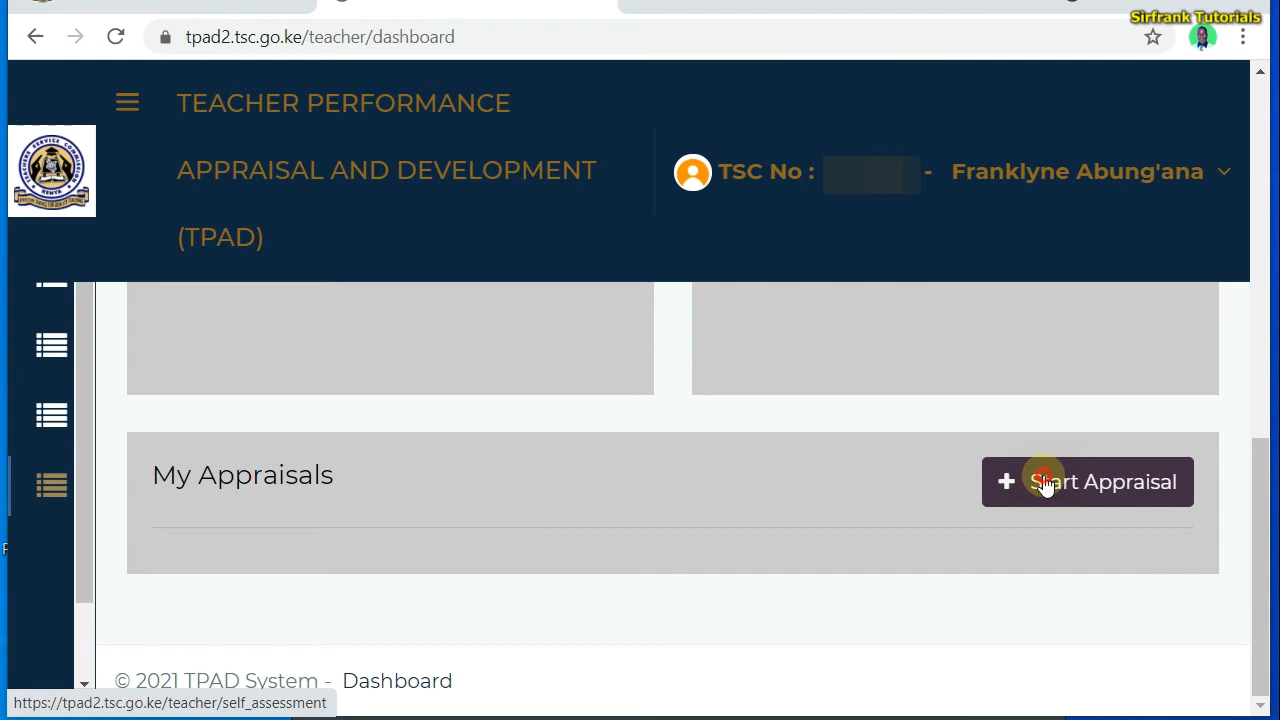 Sirfrank Tutorials
tpad2.tsc.go.ke/teacher/dashboard
TEACHER PERFORMANCE
APPRAISAL AND DEVELOPMENT
(TPAD)
TSC No : - Franklyne Abung'ana
My Appraisals
Start Appraisal
© 2021 TPAD System - Dashboard
https://tpad2.tsc.go.ke/teacher/self_assessment